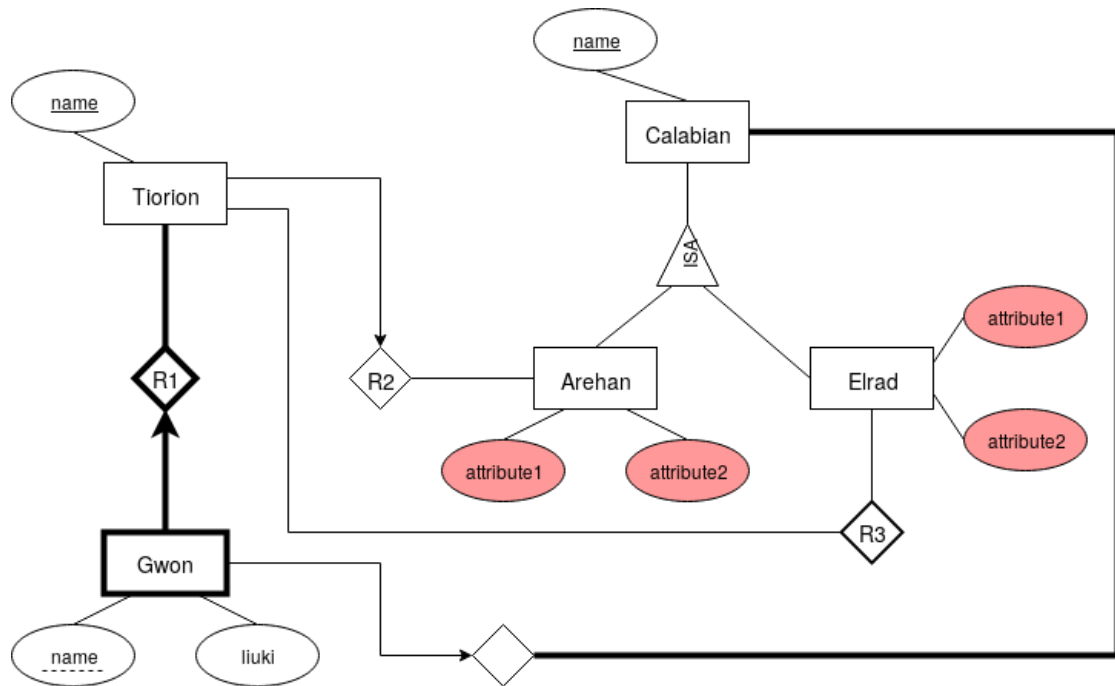 name
Calabian
name
Tiorion
ISA
attribute1
R1
R2
Arehan
Elrad
attribute2
attribute1
attribute2
R3
Gwon
name
liuki